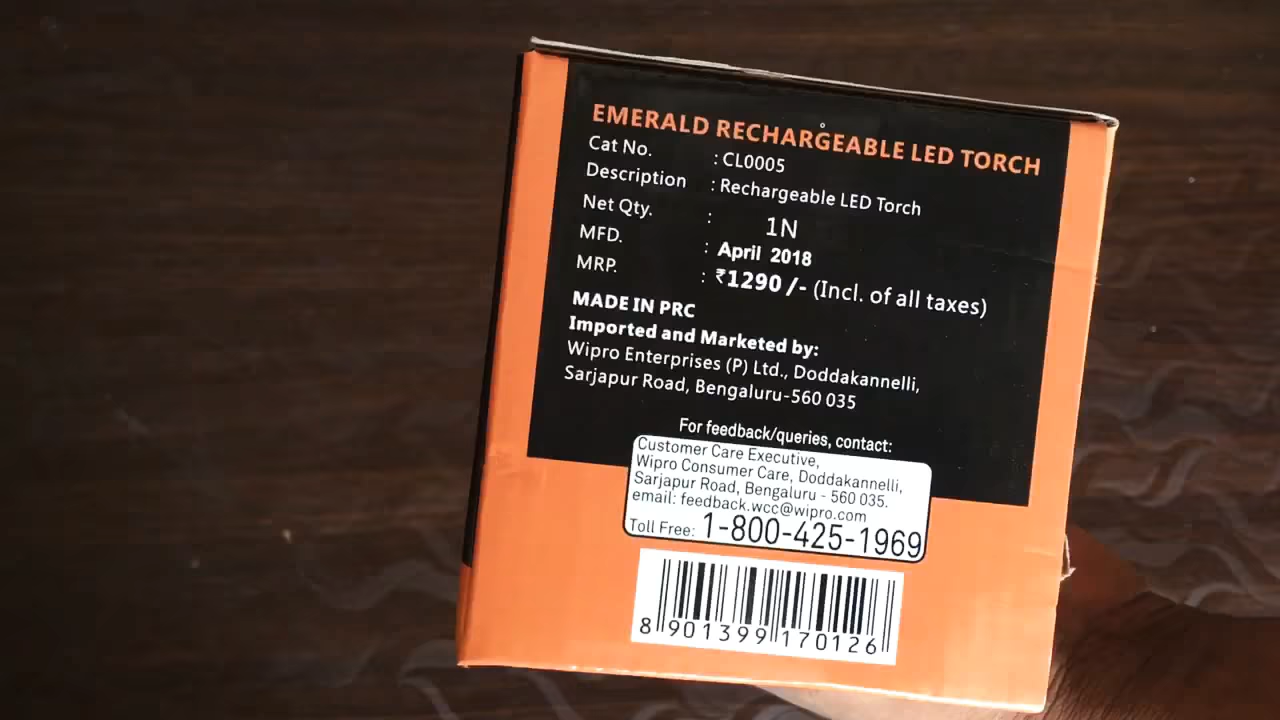 EMERALD RECHARGEABLE LED TORCH
Cat No. : CL0005
Description : Rechargeable LED Torch
Net Qty. : 1N
MFD. : April 2018
MRP. : ₹1290 /- (Incl. of all taxes)
MADE IN PRC
Imported and Marketed by:
Wipro Enterprises (P) Ltd., Doddakannelli,
Sarjapur Road, Bengaluru-560 035
For feedback/queries, contact:
Customer Care Executive,
Wipro Consumer Care, Doddakannelli,
Sarjapur Road, Bengaluru - 560 035.
email: feedback.wcc@wipro.com
Toll Free: 1-800-425-1969
8 901399 170126